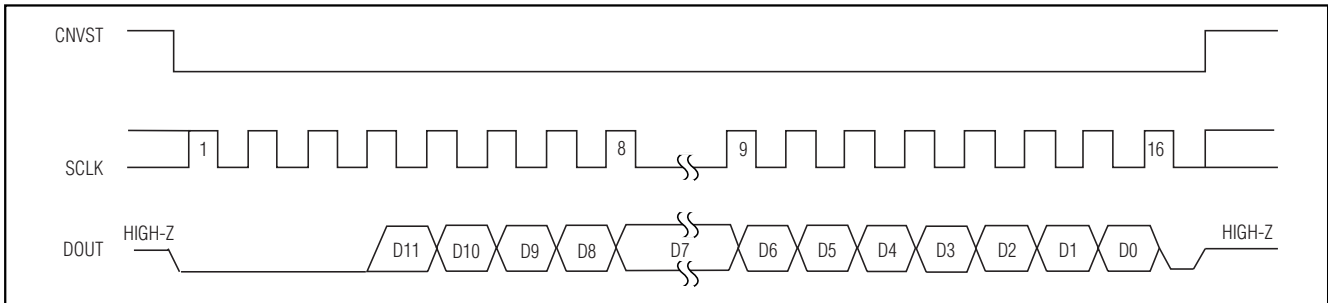 CNVST
SCLK
1
8
9
16
DOUT
HIGH-Z
D11
D10
D9
D8
D7
D6
D5
D4
D3
D2
D1
D0
HIGH-Z